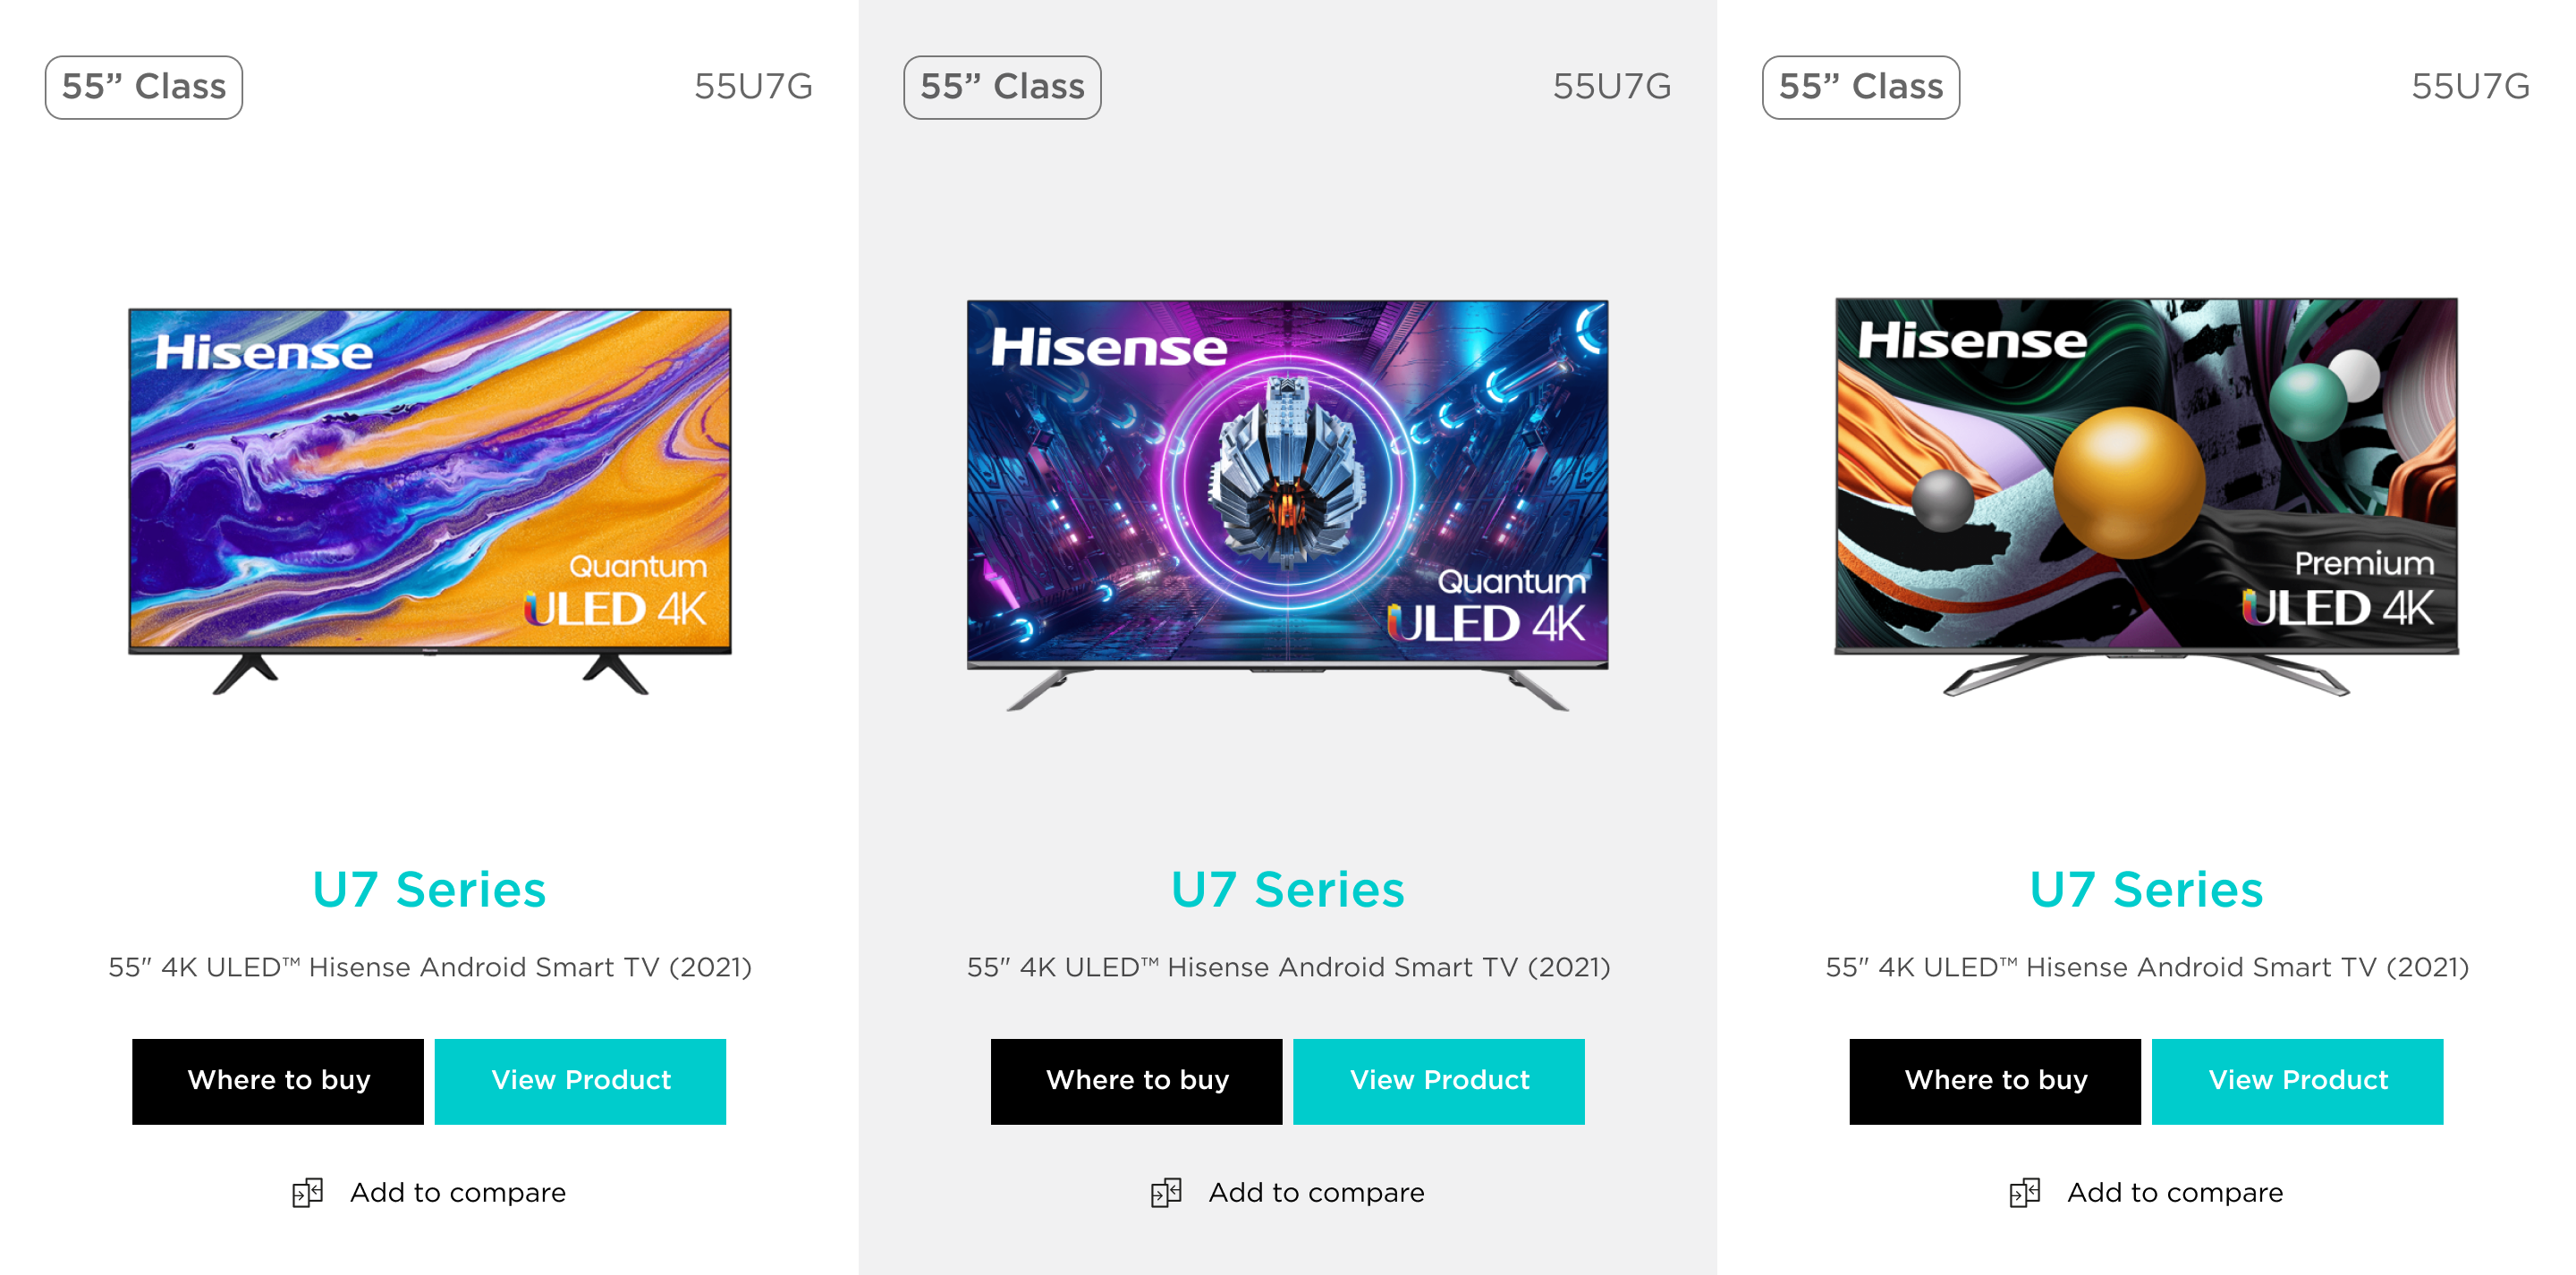 55” Class
55U7G
Hisense
Quantum
ULED 4K
U7 Series
55" 4K ULED™ Hisense Android Smart TV (2021)
Where to buy
View Product
Add to compare
55” Class
55U7G
Hisense
Quantum
ULED 4K
U7 Series
55" 4K ULED™ Hisense Android Smart TV (2021)
Where to buy
View Product
Add to compare
55” Class
55U7G
Hisense
Premium
ULED 4K
U7 Series
55" 4K ULED™ Hisense Android Smart TV (2021)
Where to buy
View Product
Add to compare